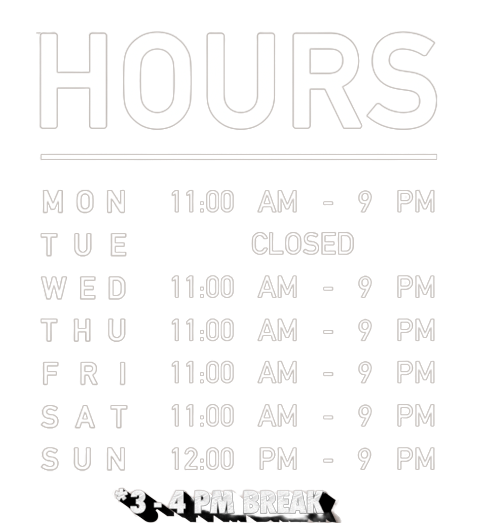 HOURS
MON 11:00 AM - 9 PM
TUE CLOSED
WED 11:00 AM - 9 PM
THU 11:00 AM - 9 PM
FRI 11:00 AM - 9 PM
SAT 11:00 AM - 9 PM
SUN 12:00 PM - 9 PM
*3 - 4 PM BREAK*